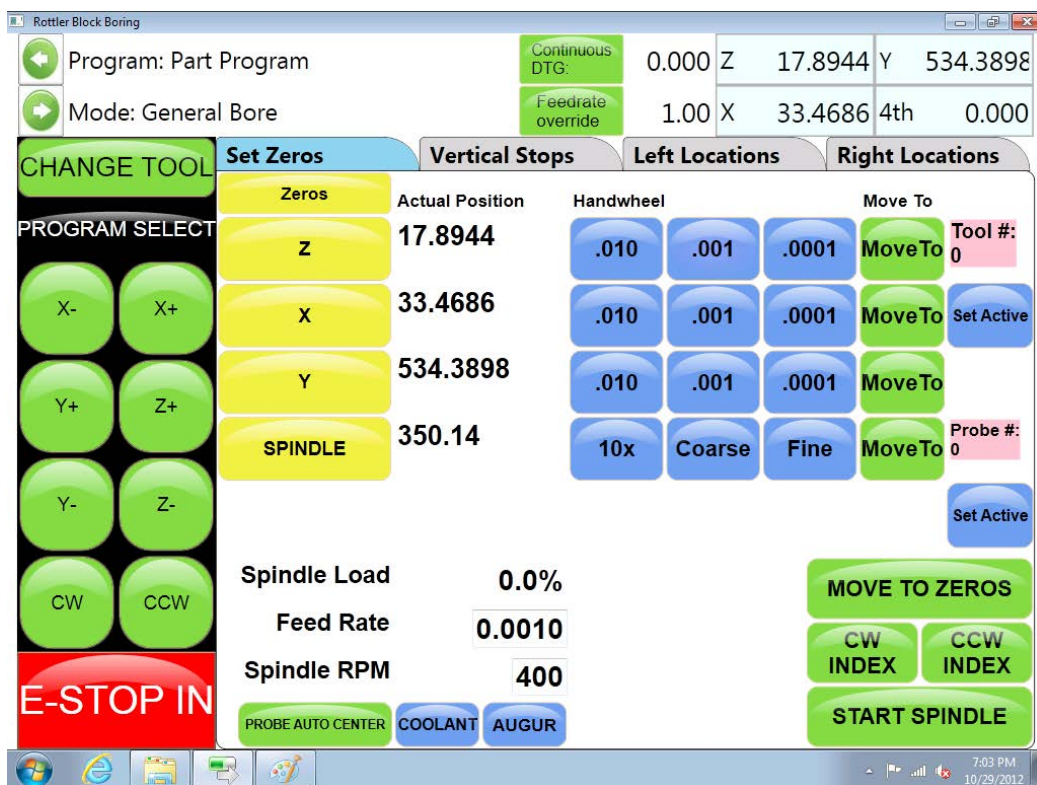 Rottler Block Boring
Program: Part Program
Continuous DTG:
0.000
Z
17.8944
Y
534.3898
Mode: General Bore
Feedrate override
1.00
X
33.4686
4th
0.000
CHANGE TOOL
PROGRAM SELECT
X-
X+
Y+
Z+
Y-
Z-
CW
CCW
E-STOP IN
Set Zeros
Vertical Stops
Left Locations
Right Locations
Zeros
Actual Position
Handwheel
Move To
Z
17.8944
.010
.001
.0001
MoveTo
Tool #:
0
X
33.4686
.010
.001
.0001
MoveTo
Set Active
Y
534.3898
.010
.001
.0001
MoveTo
SPINDLE
350.14
10x
Coarse
Fine
MoveTo
Probe #:
0
Set Active
Spindle Load
0.0%
Feed Rate
0.0010
Spindle RPM
400
PROBE AUTO CENTER
COOLANT
AUGUR
MOVE TO ZEROS
CW INDEX
CCW INDEX
START SPINDLE
7:03 PM
10/29/2012